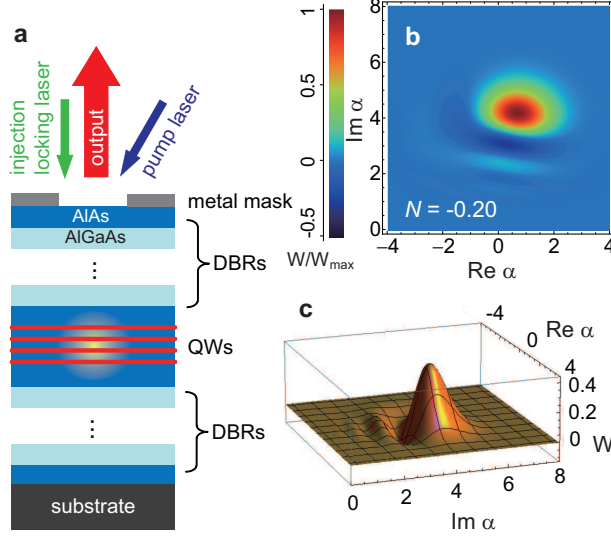 a
injection
locking laser
output
pump laser
metal mask
AlAs
AlGaAs
...
DBRs
QWs
DBRs
...
substrate
1
0.5
0
-0.5
W/Wmax
b
8
6
4
2
0
Im α
N = -0.20
−4
−2
0
2
4
Re α
c
-4
0
4
Re α
0.4
0.2
0
W
0
2
4
6
8
Im α